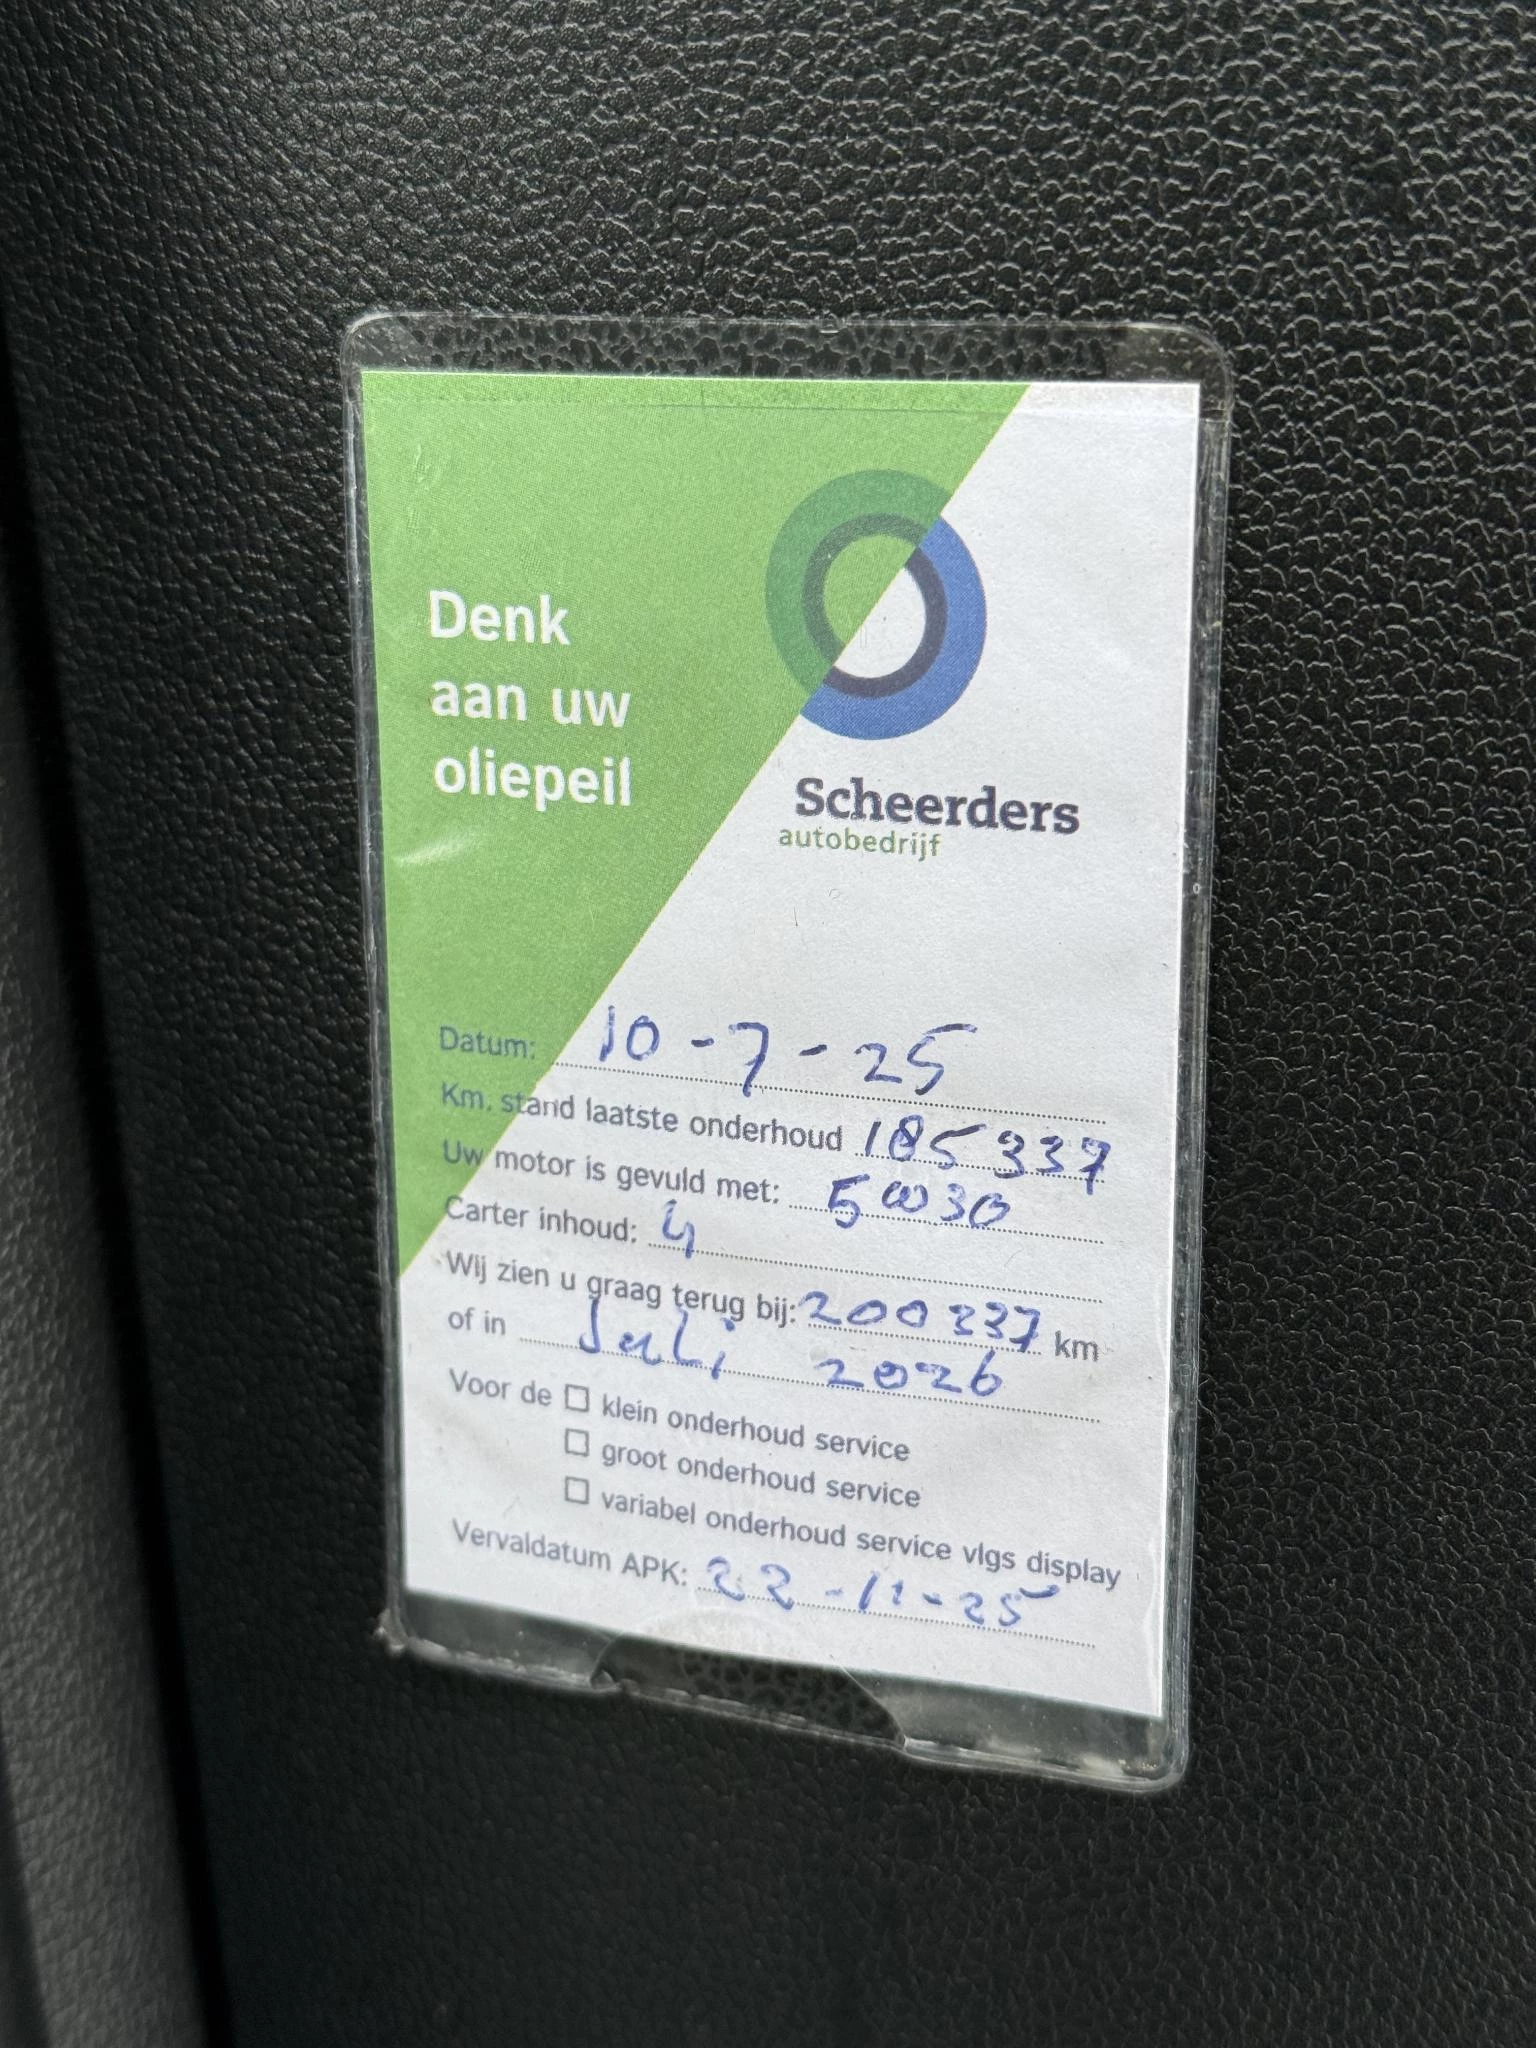 Denk
aan uw
oliepeil
Scheerders
autobedrijf
Datum: 10-7-25
Km. stand laatste onderhoud 185337
Uw motor is gevuld met: 5W30
Carter inhoud: 4
Wij zien u graag terug bij: 200337 km
of in Juli 2026
Voor de ☐ klein onderhoud service
☐ groot onderhoud service
☐ variabel onderhoud service vlgs display
Vervaldatum APK: 22-11-25